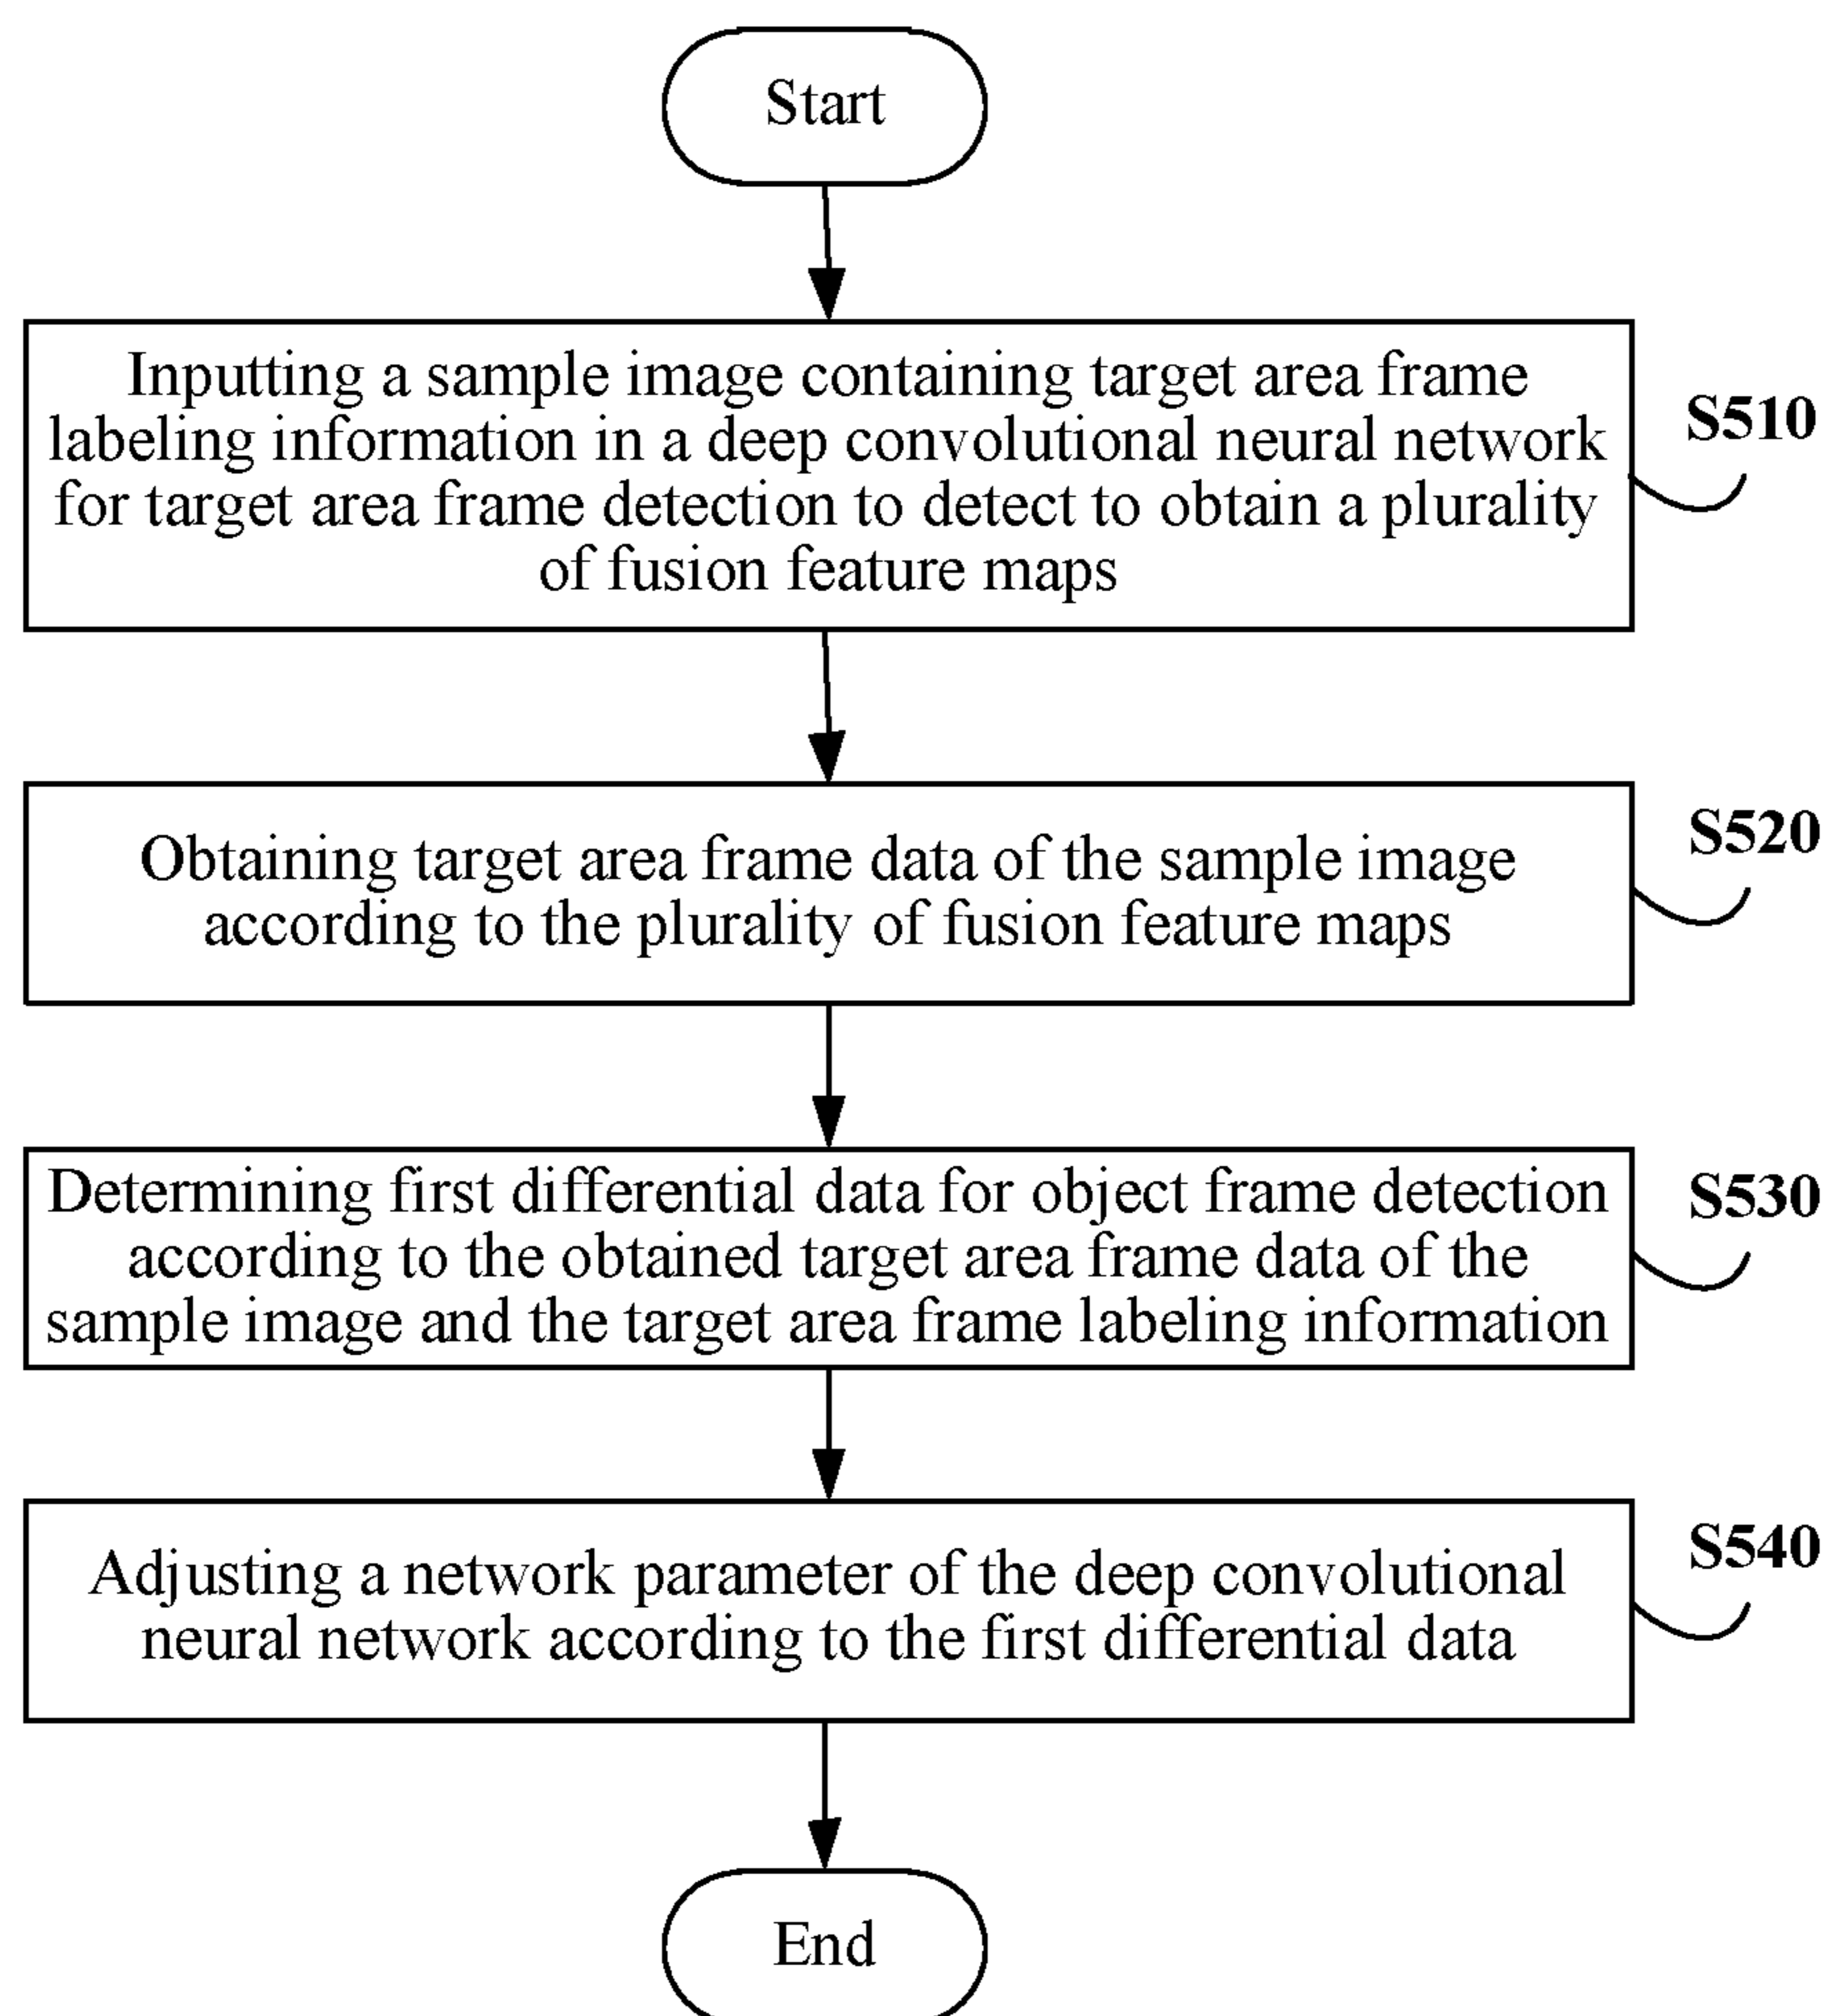 Start
Inputting a sample image containing target area frame
labeling information in a deep convolutional neural network
for target area frame detection to detect to obtain a plurality
of fusion feature maps
S510
Obtaining target area frame data of the sample image
according to the plurality of fusion feature maps
S520
Determining first differential data for object frame detection
according to the obtained target area frame data of the
sample image and the target area frame labeling information
S530
Adjusting a network parameter of the deep convolutional
neural network according to the first differential data
S540
End